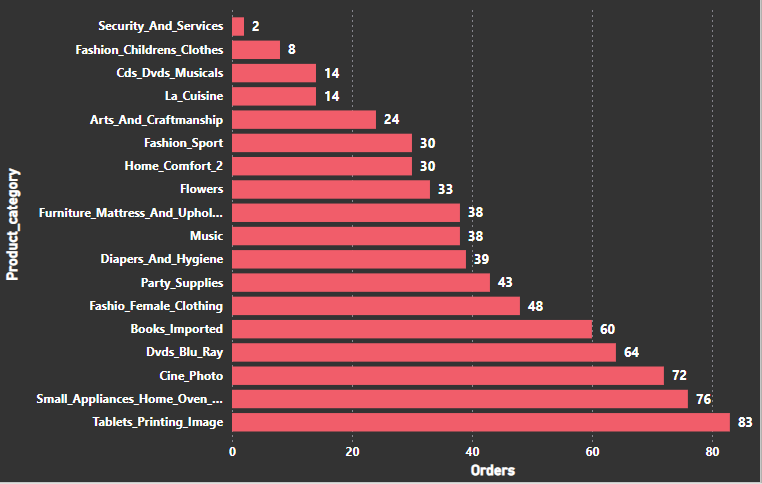 Security_And_Services 2
Fashion_Childrens_Clothes 8
Cds_Dvds_Musicals 14
La_Cuisine 14
Arts_And_Craftmanship 24
Fashion_Sport 30
Home_Comfort_2 30
Flowers 33
Furniture_Mattress_And_Uphol... 38
Music 38
Diapers_And_Hygiene 39
Party_Supplies 43
Fashio_Female_Clothing 48
Books_Imported 60
Dvds_Blu_Ray 64
Cine_Photo 72
Small_Appliances_Home_Oven_... 76
Tablets_Printing_Image 83
Product_category
0 20 40 60 80
Orders